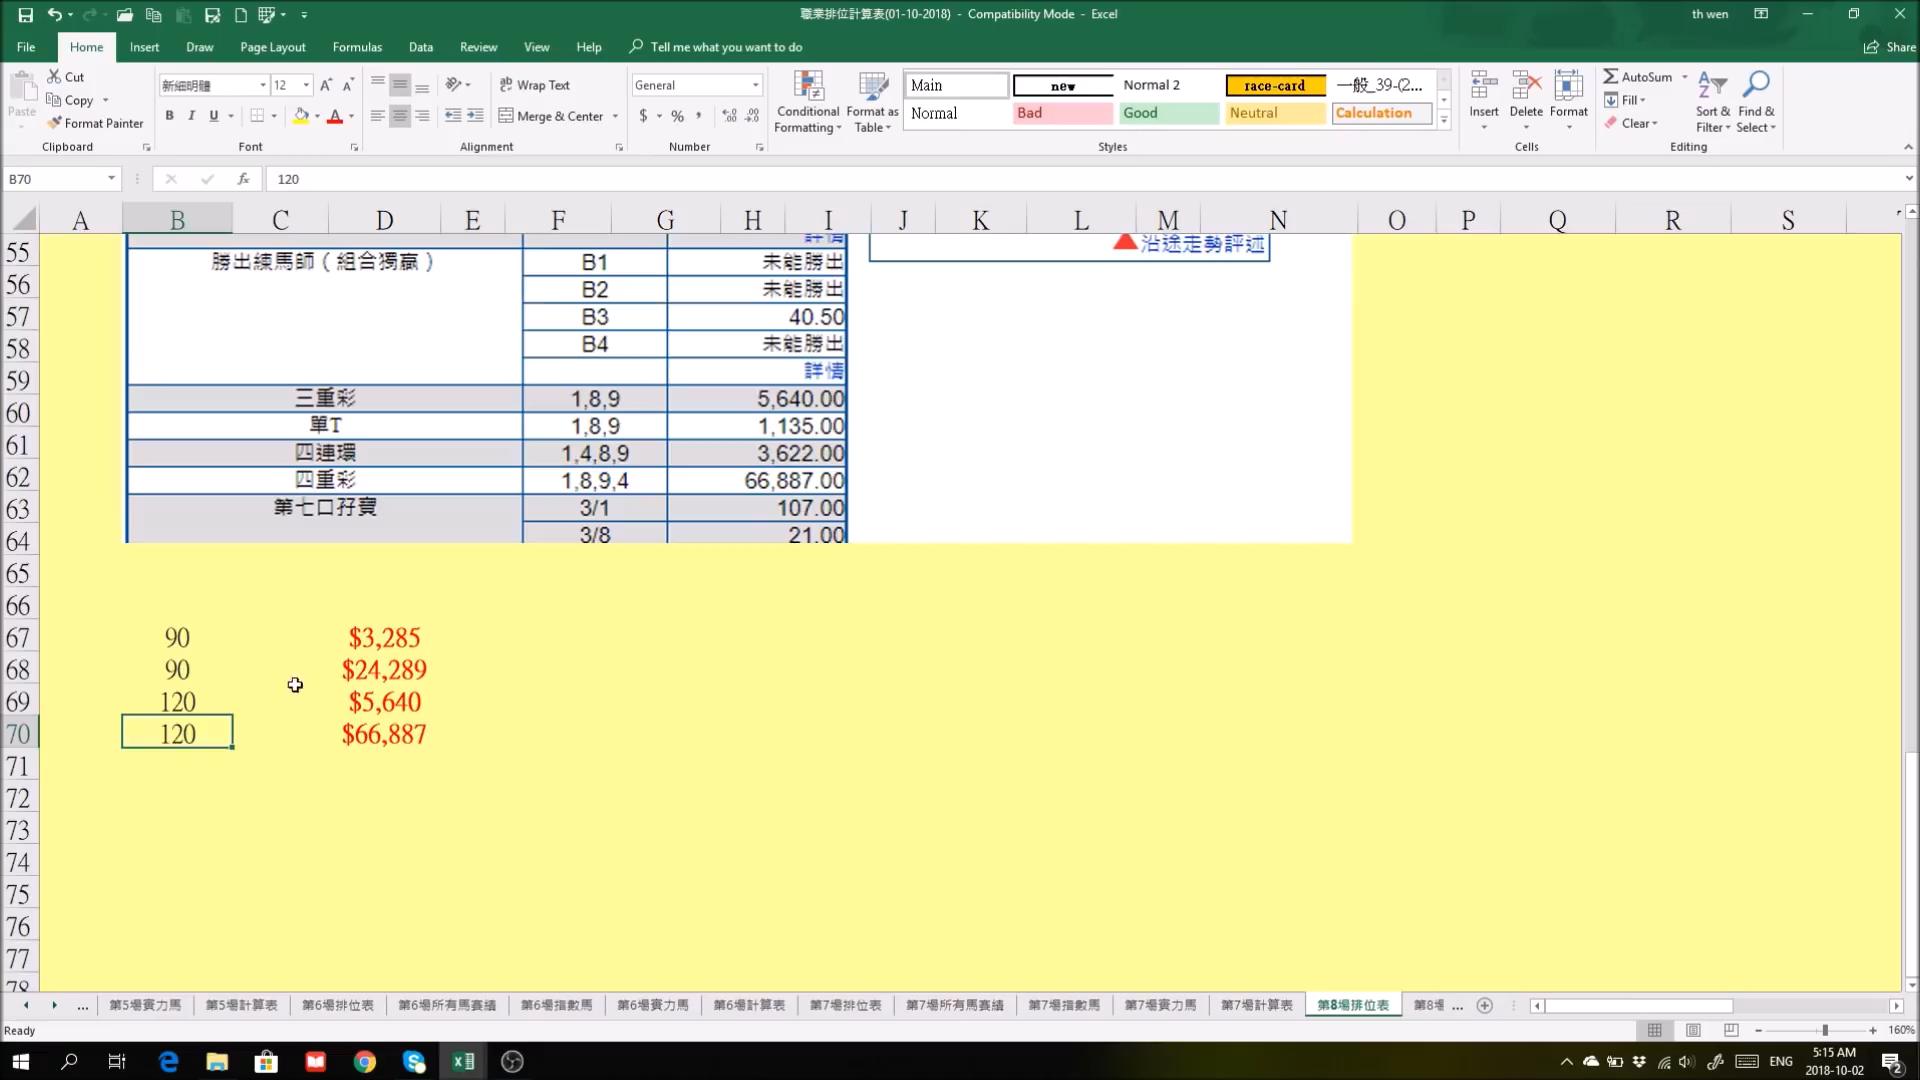 職業排位計算表(01-10-2018) - Compatibility Mode - Excel
th wen
File Home Insert Draw Page Layout Formulas Data Review View Help Tell me what you want to do Share
Paste
Cut
Copy
Format Painter
新細明體 12
B I U
Wrap Text
Merge & Center
General
$ % ,
Conditional Formatting
Format as Table
Main new Normal 2 race-card 一般_39-(2...
Normal Bad Good Neutral Calculation
Insert Delete Format
AutoSum
Fill
Clear
Sort & Filter
Find & Select
Clipboard Font Alignment Number Styles Cells Editing
B70 fx 120
A B C D E F G H I J K L M N O P Q R S
55 詳情 沿途走勢評述
勝出練馬師（組合獨贏） B1 未能勝出
56 B2 未能勝出
57 B3 40.50
58 B4 未能勝出
59 詳情
60 三重彩 1,8,9 5,640.00
61 單T 1,8,9 1,135.00
四連環 1,4,8,9 3,622.00
62 四重彩 1,8,9,4 66,887.00
63 第七口孖寶 3/1 107.00
64 3/8 21.00
65
66
67 90 $3,285
68 90 $24,289
69 120 $5,640
70 120 $66,887
71
72
73
74
75
76
77
78
... 第5場實力馬 第5場計算表 第6場排位表 第6場所有馬賽績 第6場指數馬 第6場實力馬 第6場計算表 第7場排位表 第7場所有馬賽績 第7場指數馬 第7場實力馬 第7場計算表 第8場排位表 第8場 ...
Ready 160%
ENG
5:15 AM
2018-10-02
2